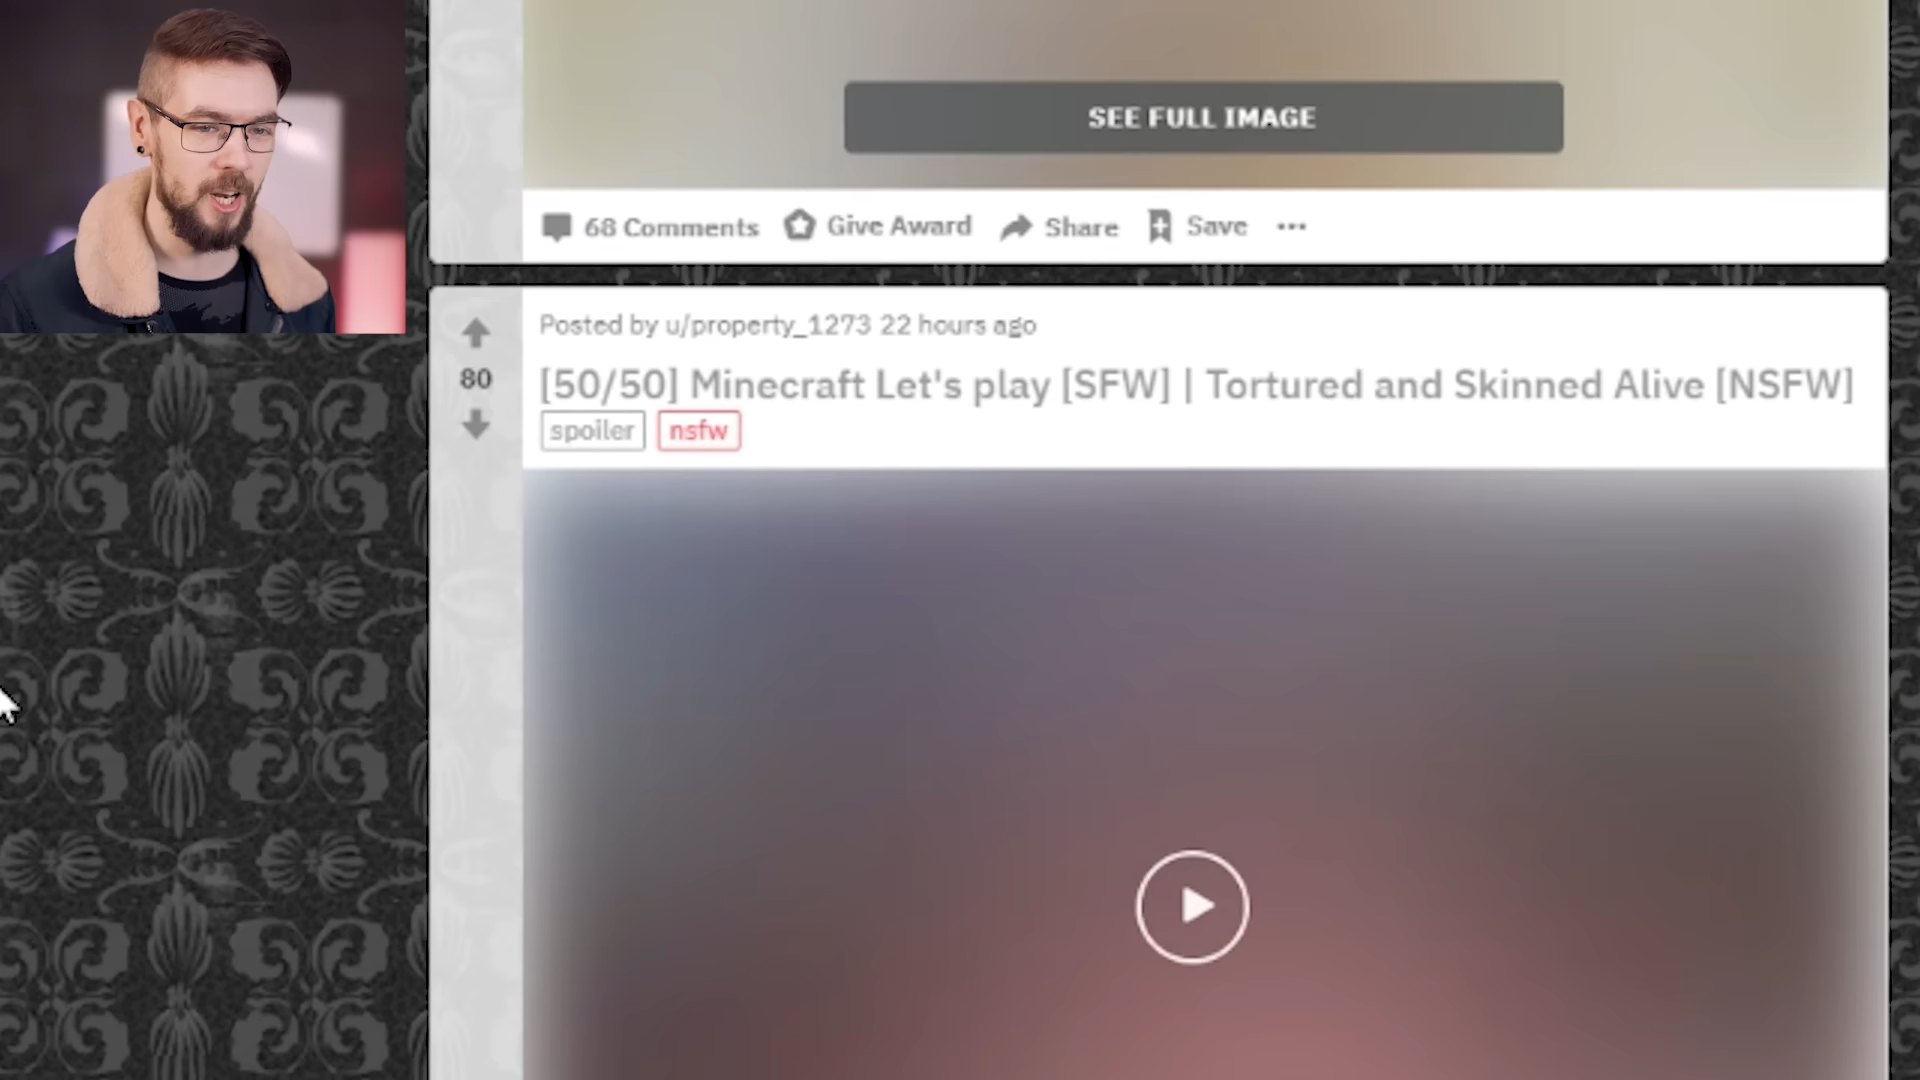 SEE FULL IMAGE
68 Comments Give Award Share Save ...
Posted by u/property_1273 22 hours ago
80
[50/50] Minecraft Let's play [SFW] | Tortured and Skinned Alive [NSFW]
spoiler nsfw